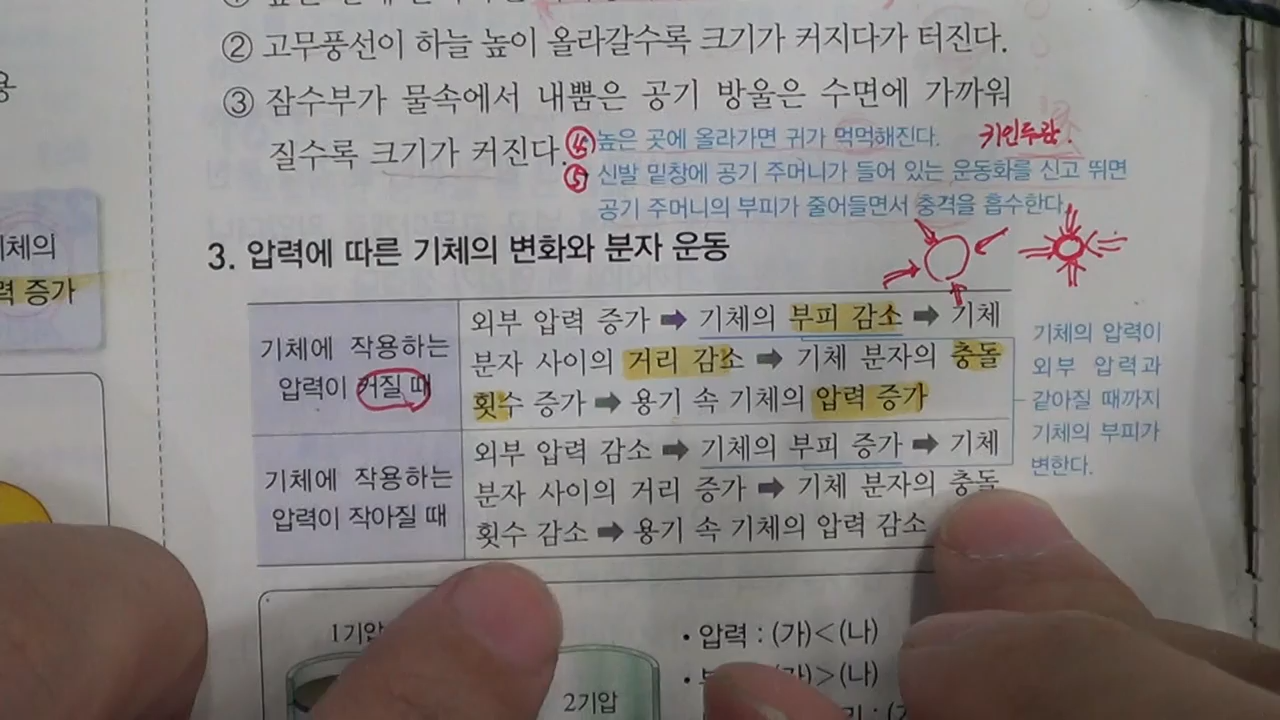 ② 고무풍선이 하늘 높이 올라갈수록 크기가 커지다가 터진다.
③ 잠수부가 물속에서 내뿜은 공기 방울은 수면에 가까워
질수록 크기가 커진다.
④ 높은 곳에 올라가면 귀가 먹먹해진다.
⑤ 신발 밑창에 공기 주머니가 들어 있는 운동화를 신고 뛰면
공기 주머니의 부피가 줄어들면서 충격을 흡수한다.
체의
력 증가
3. 압력에 따른 기체의 변화와 분자 운동
기체에 작용하는
압력이 커질 때
외부 압력 증가 ➡ 기체의 부피 감소 ➡ 기체
분자 사이의 거리 감소 ➡ 기체 분자의 충돌
횟수 증가 ➡ 용기 속 기체의 압력 증가
기체에 작용하는
압력이 작아질 때
외부 압력 감소 ➡ 기체의 부피 증가 ➡ 기체
분자 사이의 거리 증가 ➡ 기체 분자의 충돌
횟수 감소 ➡ 용기 속 기체의 압력 감소
기체의 압력이
외부 압력과
같아질 때까지
기체의 부피가
변한다.
1기압
2기압
• 압력 : (가)<(나)
(가)>(나)